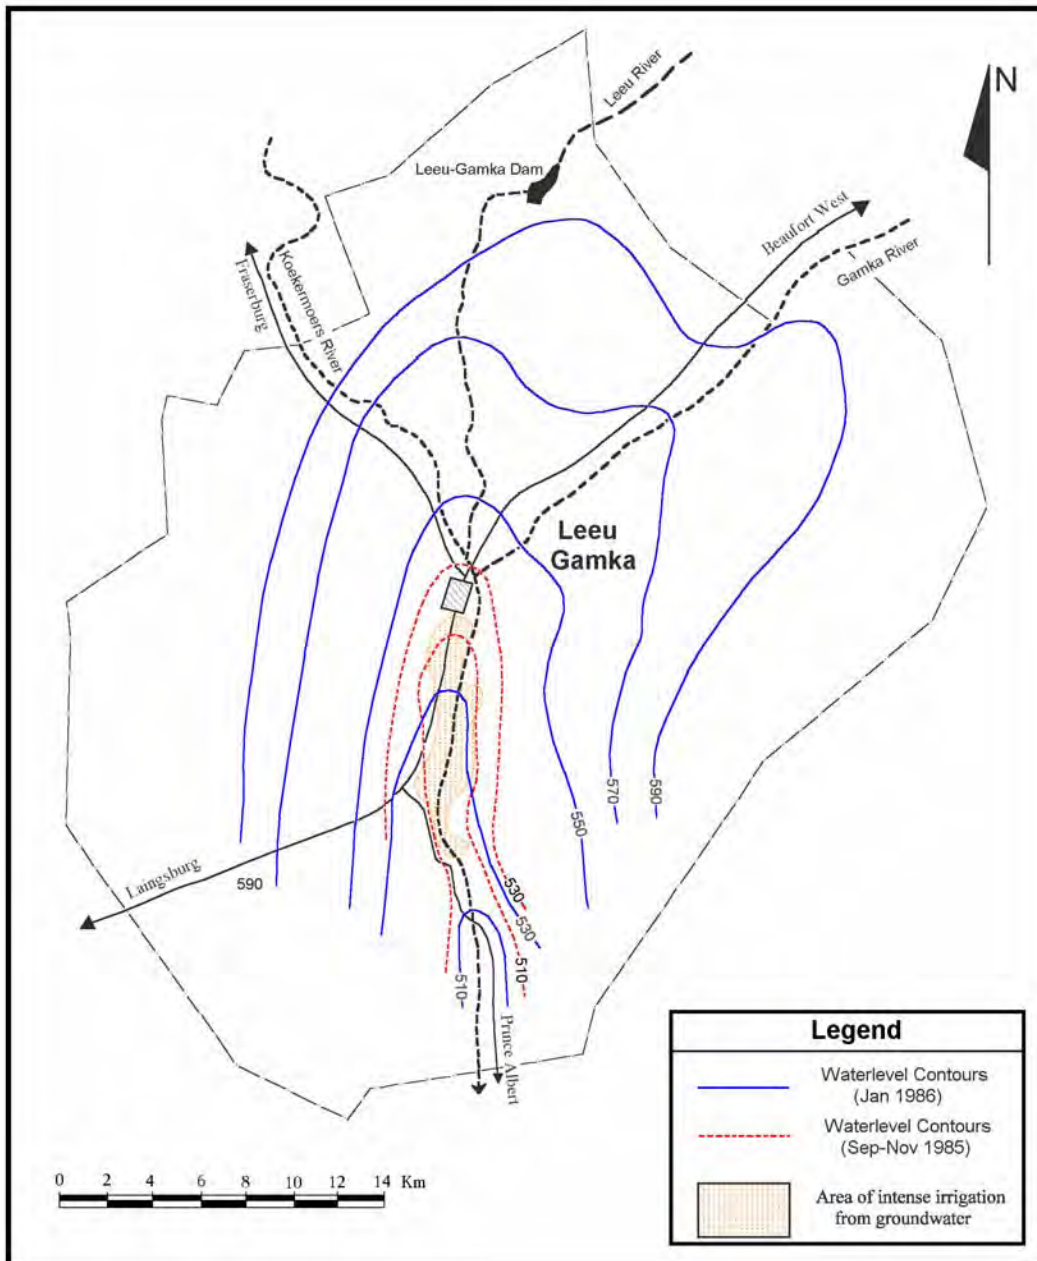 Leeu River
N
Leeu-Gamka Dam
Beaufort West
Gamka River
Koekermoers River
Fraserburg
Leeu
Gamka
570
590
550
Laingsburg
590
530
530
510
510
Prince Albert
Legend
Waterlevel Contours
(Jan 1986)
Waterlevel Contours
(Sep-Nov 1985)
Area of intense irrigation
from groundwater
0 2 4 6 8 10 12 14 Km